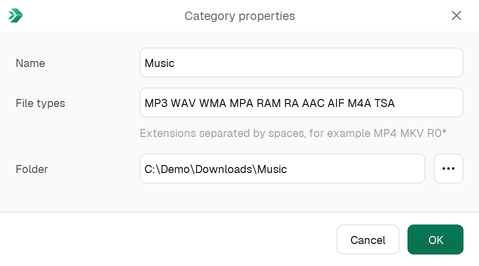 Category properties
Name
Music
File types
MP3 WAV WMA MPA RAM RA AAC AIF M4A TSA
Extensions separated by spaces, for example MP4 MKV R0*
Folder
C:\Demo\Downloads\Music
Cancel
OK